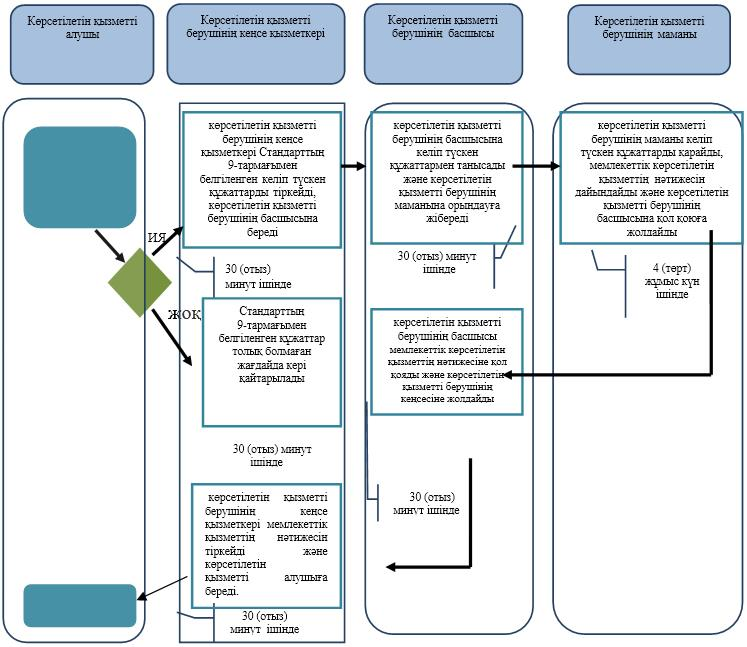 Көрсетілетін қызметті
алушы
Көрсетілетін қызметті
берушінің кеңсе қызметкері
Көрсетілетін қызметті
берушінің басшысы
Көрсетілетін қызметті
берушінің маманы
көрсетілетін қызметті
берушінің кеңсе
қызметкері Стандарттың
9-тармағымен
белгіленген келіп түскен
құжаттарды тіркейді,
көрсетілетін қызметті
берушінің басшысына
береді
көрсетілетін қызметті
берушінің басшысына
келіп түскен
құжаттармен танысады
және көрсетілетін
қызметті берушінің
маманына орындауға
жібереді
көрсетілетін қызметті
берушінің маманы келіп
түскен құжаттарды қарайды,
мемлекеттік көрсетілетін
қызметтің нәтижесін
дайындайды және көрсетілетін
қызметті берушінің
басшысына қол қоюға
жолдайды
ИЯ
30 (отыз)
минут
ішінде
30 (отыз) минут
ішінде
4 (төрт)
жұмыс күн
ішінде
ЖОҚ
Стандарттың
9-тармағымен
белгіленген құжаттар
толық болмаған
жағдайда кері
қайтарылады
көрсетілетін қызметті
берушінің басшысы
мемлекеттік көрсетілетін
қызметтің нәтижесіне қол
қояды және көрсетілетін
қызметті берушінің
кеңсесіне жолдайды
30 (отыз) минут
ішінде
көрсетілетін қызметті
берушінің кеңсе
қызметкері мемлекеттік
қызметтің нәтижесін
тіркейді және
көрсетілетін
қызметті алушыға
береді.
30 (отыз)
минут ішінде
30 (отыз)
минут ішінде